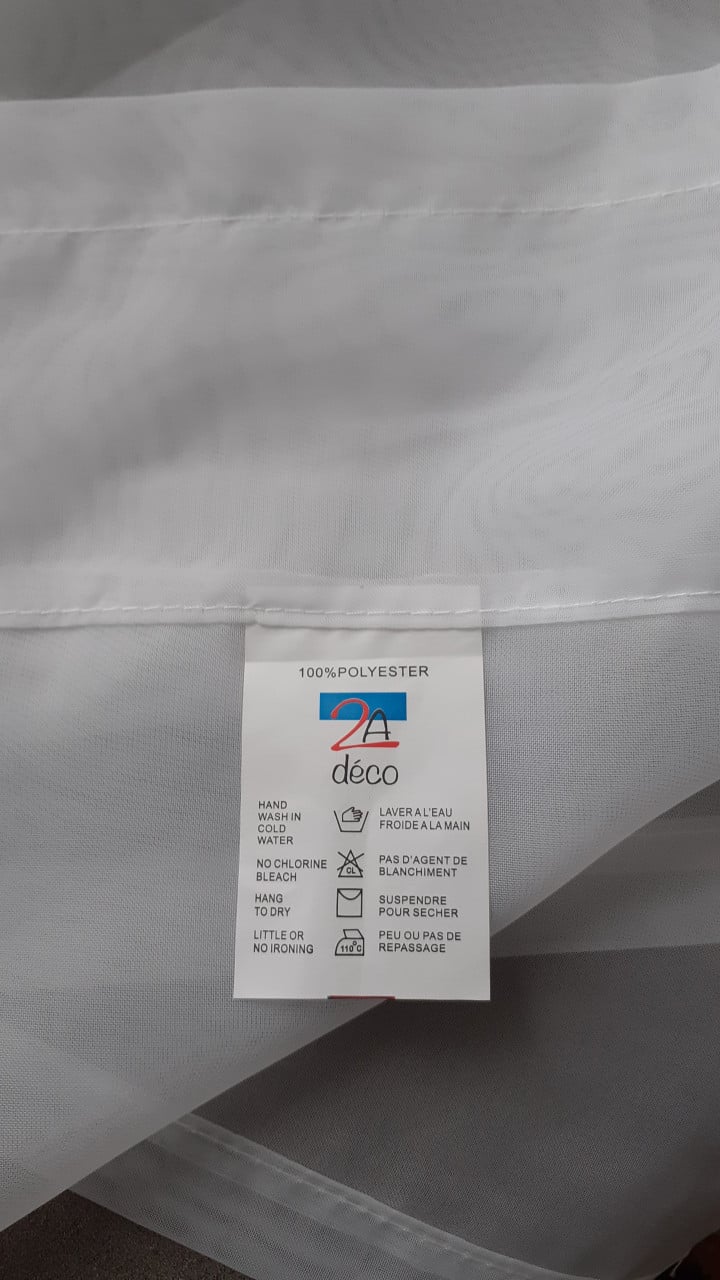 100%POLYESTER
2A
déco
HAND
WASH IN
COLD
WATER
LAVER A L'EAU
FROIDE A LA MAIN
NO CHLORINE
BLEACH
CL
PAS D'AGENT DE
BLANCHIMENT
HANG
TO DRY
SUSPENDRE
POUR SECHER
LITTLE OR
NO IRONING
110°C
PEU OU PAS DE
REPASSAGE